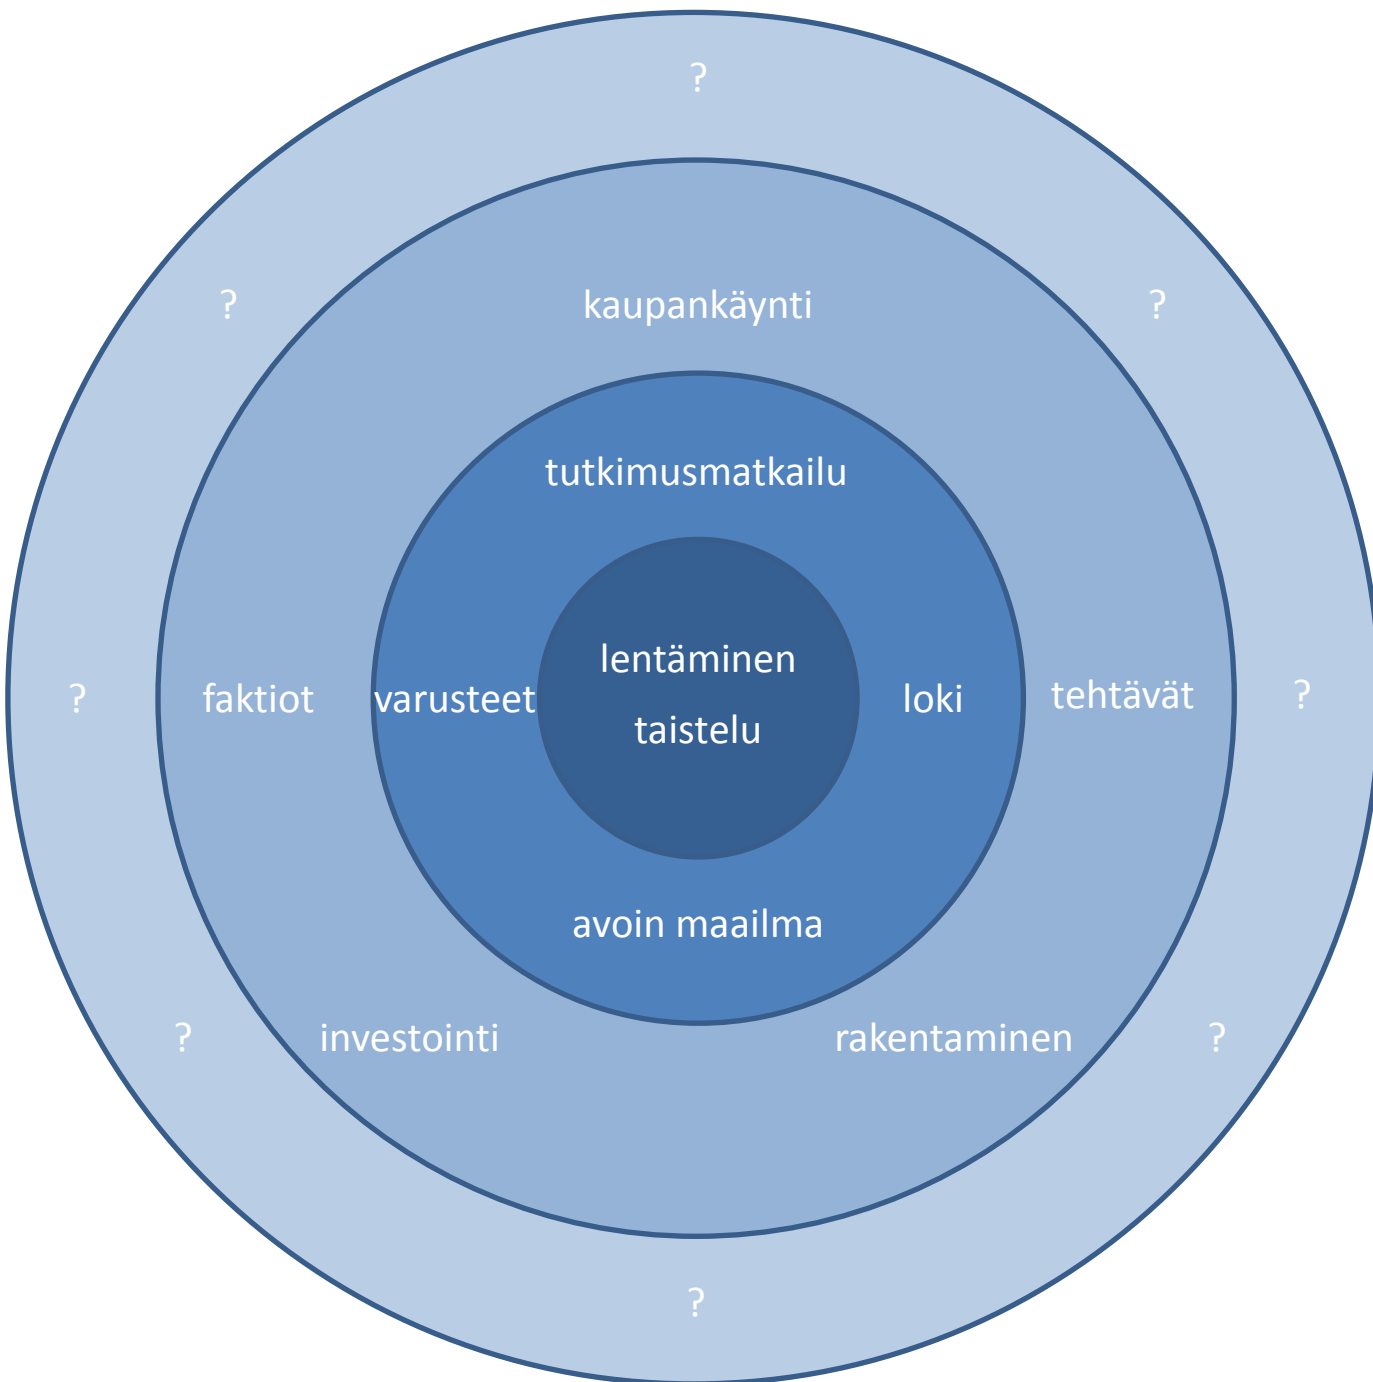 ?
?
?
kaupankäynti
tutkimusmatkailu
lentäminen
taistelu
?
faktiot
varusteet
loki
tehtävät
?
avoin maailma
?
investointi
rakentaminen
?
?